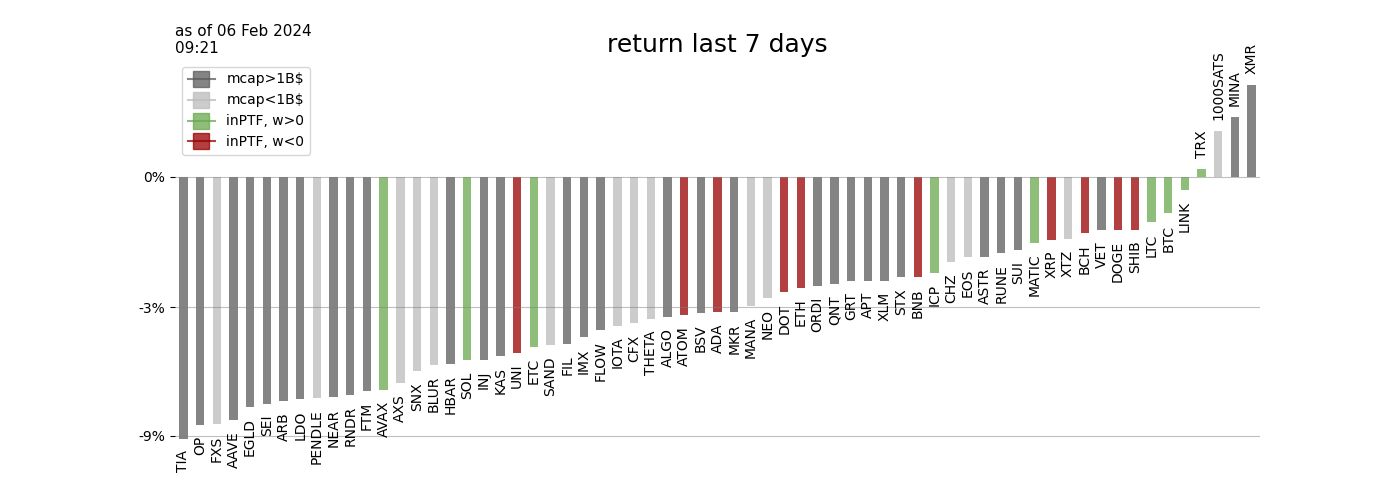 as of 06 Feb 2024
09:21
return last 7 days
mcap>1B$
mcap<1B$
inPTF, w>0
inPTF, w<0
0%
-3%
-9%
TIA
OP
FXS
AAVE
EGLD
SEI
ARB
LDO
PENDLE
NEAR
RNDR
FTM
AVAX
AXS
SNX
BLUR
HBAR
SOL
INJ
KAS
UNI
ETC
SAND
FIL
IMX
FLOW
IOTA
CFX
THETA
ALGO
ATOM
BSV
ADA
MKR
MANA
NEO
DOT
ETH
ORDI
QNT
GRT
APT
XLM
STX
BNB
ICP
CHZ
EOS
ASTR
RUNE
SUI
MATIC
XRP
XTZ
BCH
VET
DOGE
SHIB
LTC
BTC
LINK
TRX
1000SATS
MINA
XMR